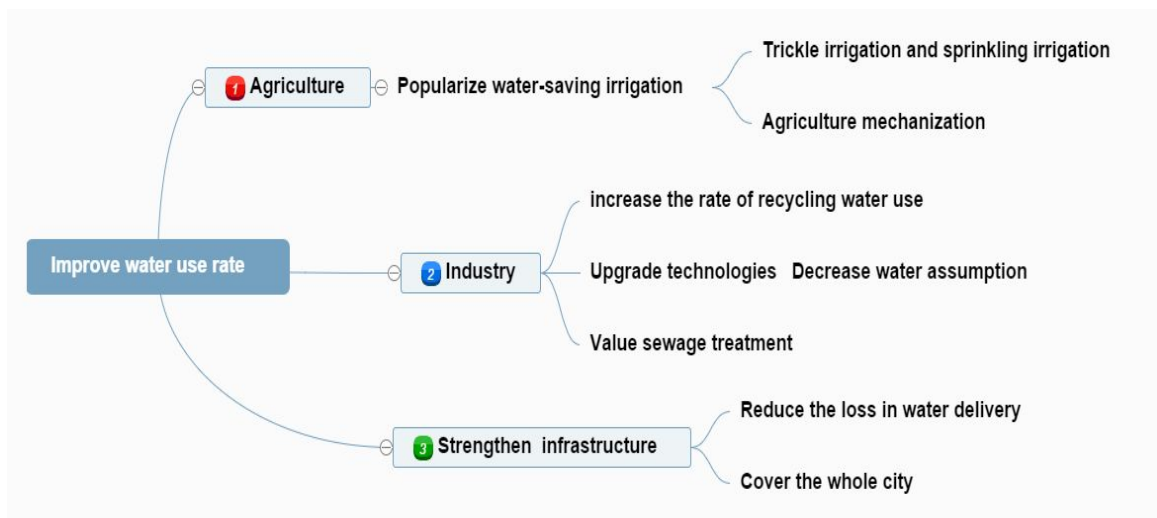 Trickle irrigation and sprinkling irrigation
1 Agriculture
Popularize water-saving irrigation
Agriculture mechanization
increase the rate of recycling water use
Improve water use rate
2 Industry
Upgrade technologies Decrease water assumption
Value sewage treatment
Reduce the loss in water delivery
3 Strengthen infrastructure
Cover the whole city